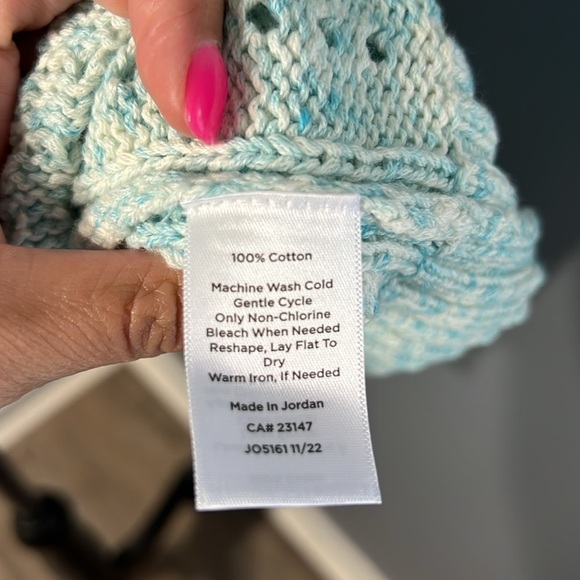 100% Cotton
Machine Wash Cold
Gentle Cycle
Only Non-Chlorine
Bleach When Needed
Reshape, Lay Flat To
Dry
Warm Iron, If Needed
Made In Jordan
CA# 23147
JO5161 11/22